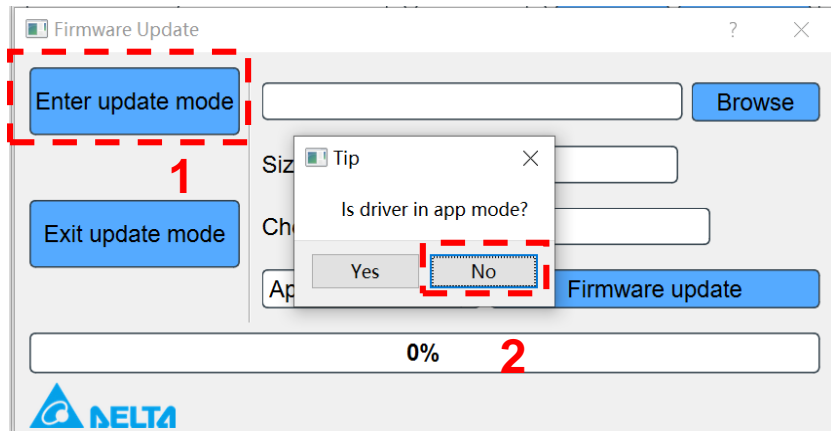 Firmware Update
?
Enter update mode
Browse
1
Tip
Siz
Is driver in app mode?
Exit update mode
Yes
No
Ap
Firmware update
0%
2
DELTA